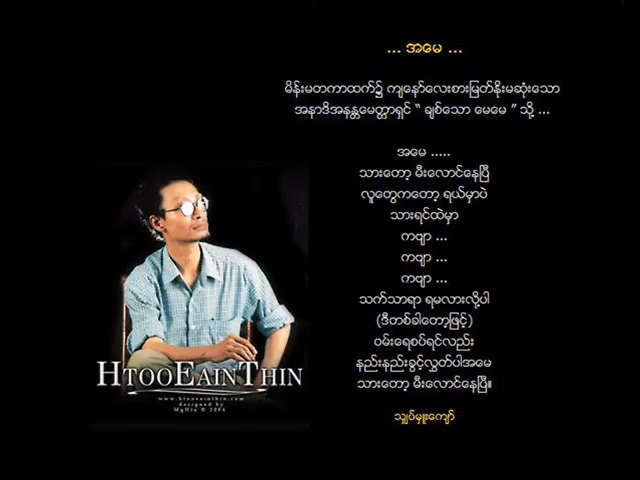 ... အမေ ...
မိန်းမတကာထက်၌ ကျနော်လေးစားမြတ်နိုးမဆုံးသော
အနာဒိအနန္တမေတ္တာရှင် “ ချစ်သော မေမေ ” သို့ ...
အမေ .....
သားတော့ မီးလောင်နေပြီ
လူတွေကတော့ ရယ်မှာပဲ
သားရင်ထဲမှာ
ကဗျာ ...
ကဗျာ ...
ကဗျာ ...
သက်သာရာ ရမလားလို့ပါ
(ဒီတစ်ခါတော့ဖြင့်)
ဝမ်းရေစပ်ရင်လည်း
နည်းနည်းခွင့်လွှတ်ပါအမေ
သားတော့ မီးလောင်နေပြီ။
သျှပ်မှူးကျော်
HTOOEAINTHIN
www.htooeainthin.com
designed by
MgHla © 2004